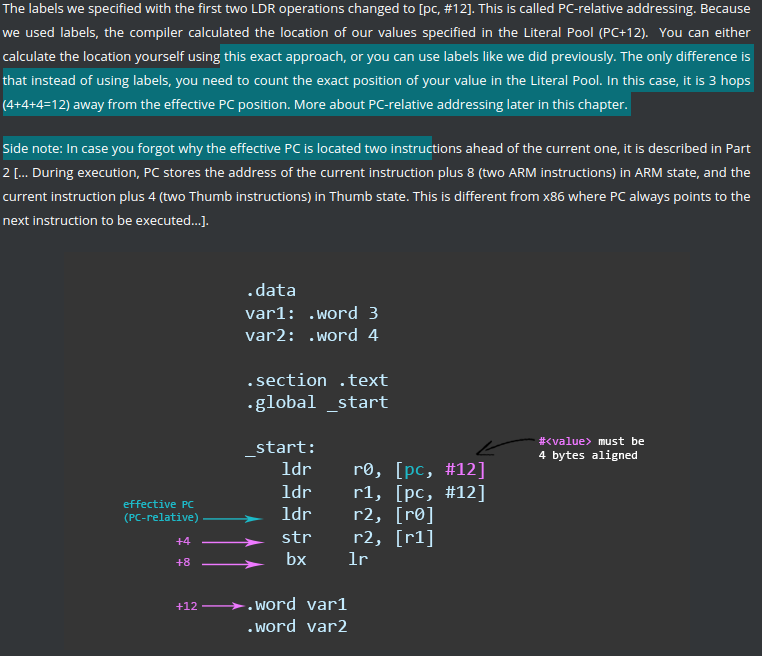 The labels we specified with the first two LDR operations changed to [pc, #12]. This is called PC-relative addressing. Because
we used labels, the compiler calculated the location of our values specified in the Literal Pool (PC+12). You can either
calculate the location yourself using this exact approach, or you can use labels like we did previously. The only difference is
that instead of using labels, you need to count the exact position of your value in the Literal Pool. In this case, it is 3 hops
(4+4+4=12) away from the effective PC position. More about PC-relative addressing later in this chapter.
Side note: In case you forgot why the effective PC is located two instructions ahead of the current one, it is described in Part
2 [... During execution, PC stores the address of the current instruction plus 8 (two ARM instructions) in ARM state, and the
current instruction plus 4 (two Thumb instructions) in Thumb state. This is different from x86 where PC always points to the
next instruction to be executed...].
.data
var1: .word 3
var2: .word 4
.section .text
.global _start
_start:
ldr r0, [pc, #12]
#<value> must be
4 bytes aligned
ldr r1, [pc, #12]
effective PC
(PC-relative)
ldr r2, [r0]
+4 str r2, [r1]
+8 bx lr
+12 .word var1
.word var2